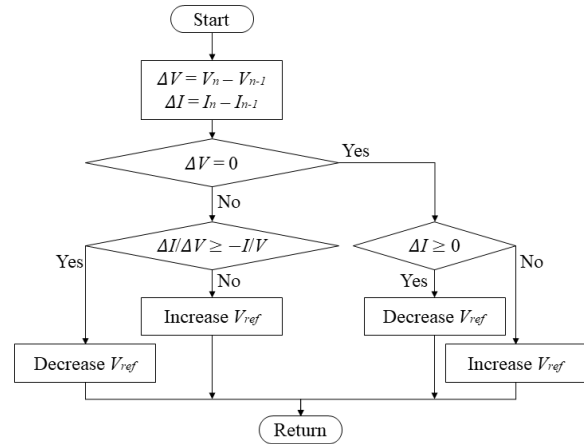 Start
ΔV = Vn – Vn-1
ΔI = In – In-1
ΔV = 0
Yes
No
ΔI/ΔV ≥ –I/V
ΔI ≥ 0
Yes
No
Yes
No
Increase Vref
Decrease Vref
Decrease Vref
Increase Vref
Return